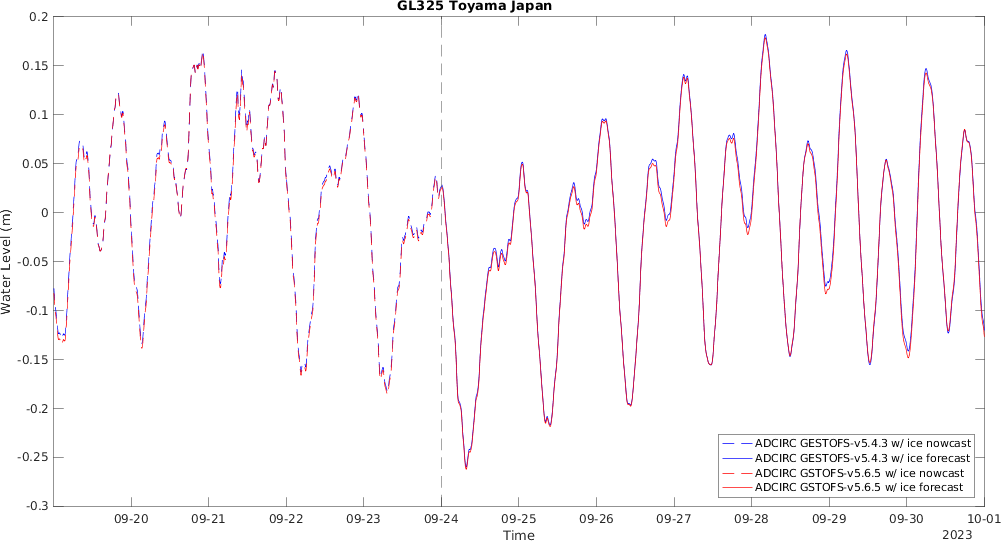 GL325 Toyama Japan
0.2
0.15
0.1
0.05
0
-0.05
-0.1
-0.15
-0.2
-0.25
-0.3
Water Level (m)
ADCIRC GESTOFS-v5.4.3 w/ ice nowcast
ADCIRC GESTOFS-v5.4.3 w/ ice forecast
ADCIRC GSTOFS-v5.6.5 w/ ice nowcast
ADCIRC GSTOFS-v5.6.5 w/ ice forecast
09-20 09-21 09-22 09-23 09-24 09-25 09-26 09-27 09-28 09-29 09-30 10-01
Time
2023